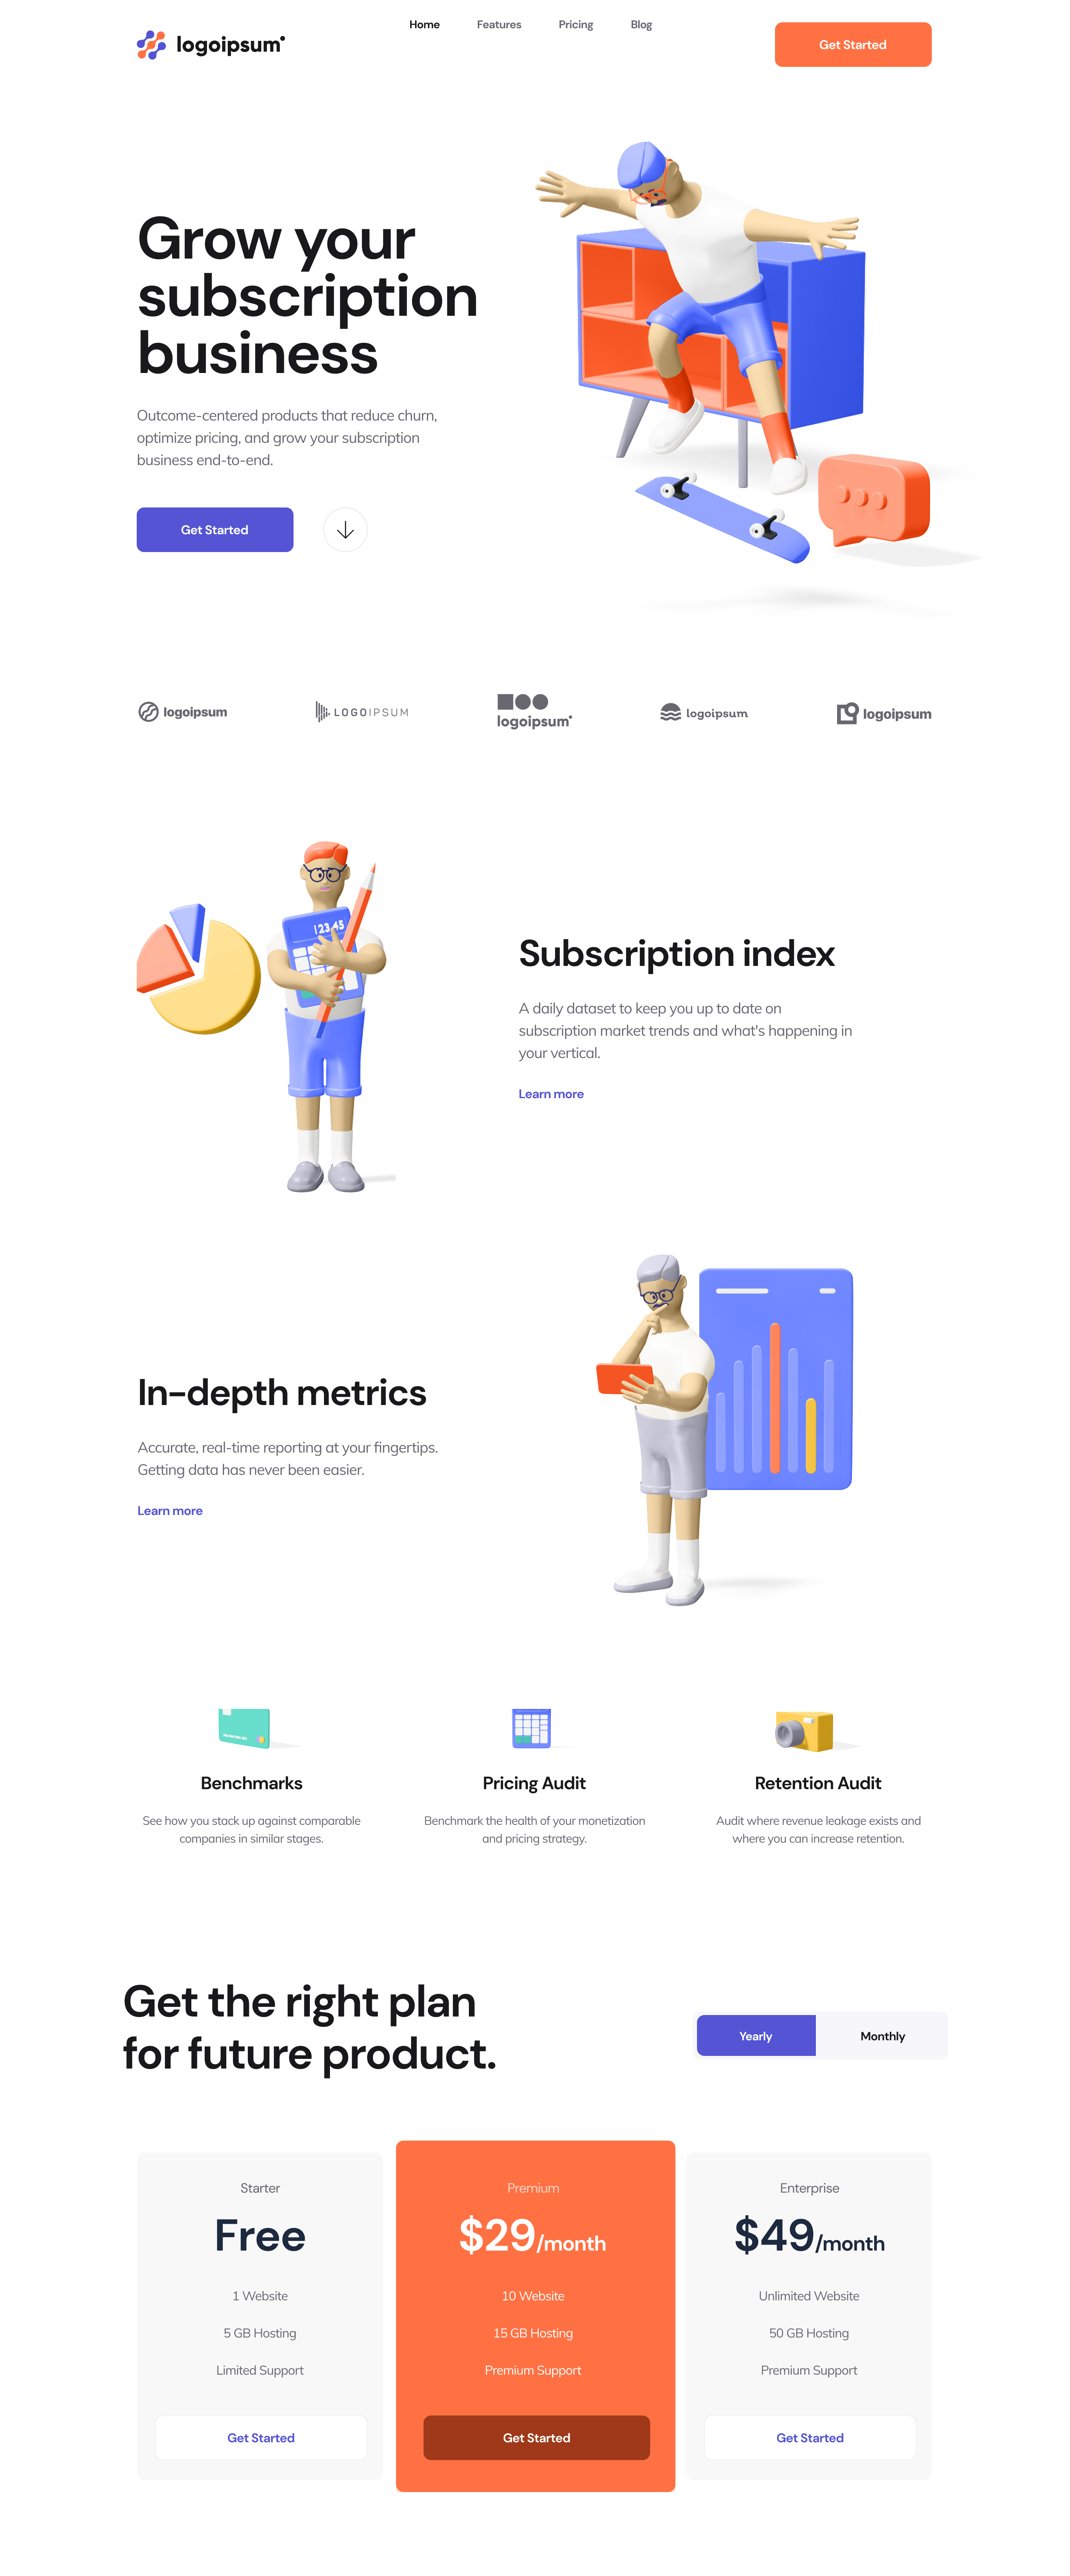 logoipsum
Home
Features
Pricing
Blog
Get Started
Grow your
subscription
business
Outcome-centered products that reduce churn,
optimize pricing, and grow your subscription
business end-to-end.
Get Started
logoipsum
LOGOIPSUM
logoipsum
logoipsum
logoipsum
123,45
Subscription index
A daily dataset to keep you up to date on
subscription market trends and what's happening in
your vertical.
Learn more
In-depth metrics
Accurate, real-time reporting at your fingertips.
Getting data has never been easier.
Learn more
Benchmarks
See how you stack up against comparable
companies in similar stages.
Pricing Audit
Benchmark the health of your monetization
and pricing strategy.
Retention Audit
Audit where revenue leakage exists and
where you can increase retention.
Get the right plan
for future product.
Yearly
Monthly
Starter
Free
1 Website
5 GB Hosting
Limited Support
Get Started
Premium
$29/month
10 Website
15 GB Hosting
Premium Support
Get Started
Enterprise
$49/month
Unlimited Website
50 GB Hosting
Premium Support
Get Started